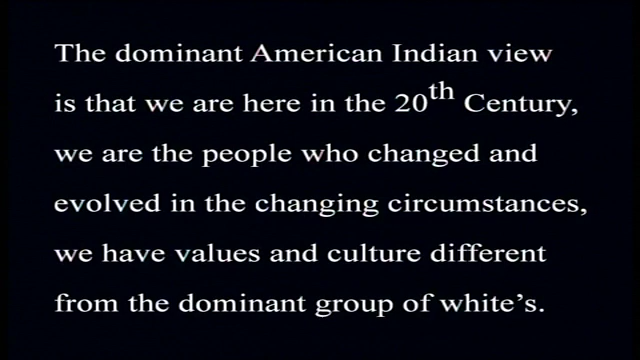 The dominant American Indian view
is that we are here in the 20th Century,
we are the people who changed and
evolved in the changing circumstances,
we have values and culture different
from the dominant group of white's.